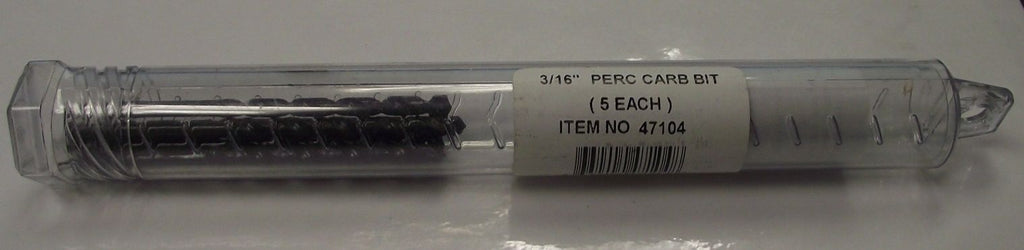 3/16" PERC CARB BIT
( 5 EACH )
ITEM NO 47104